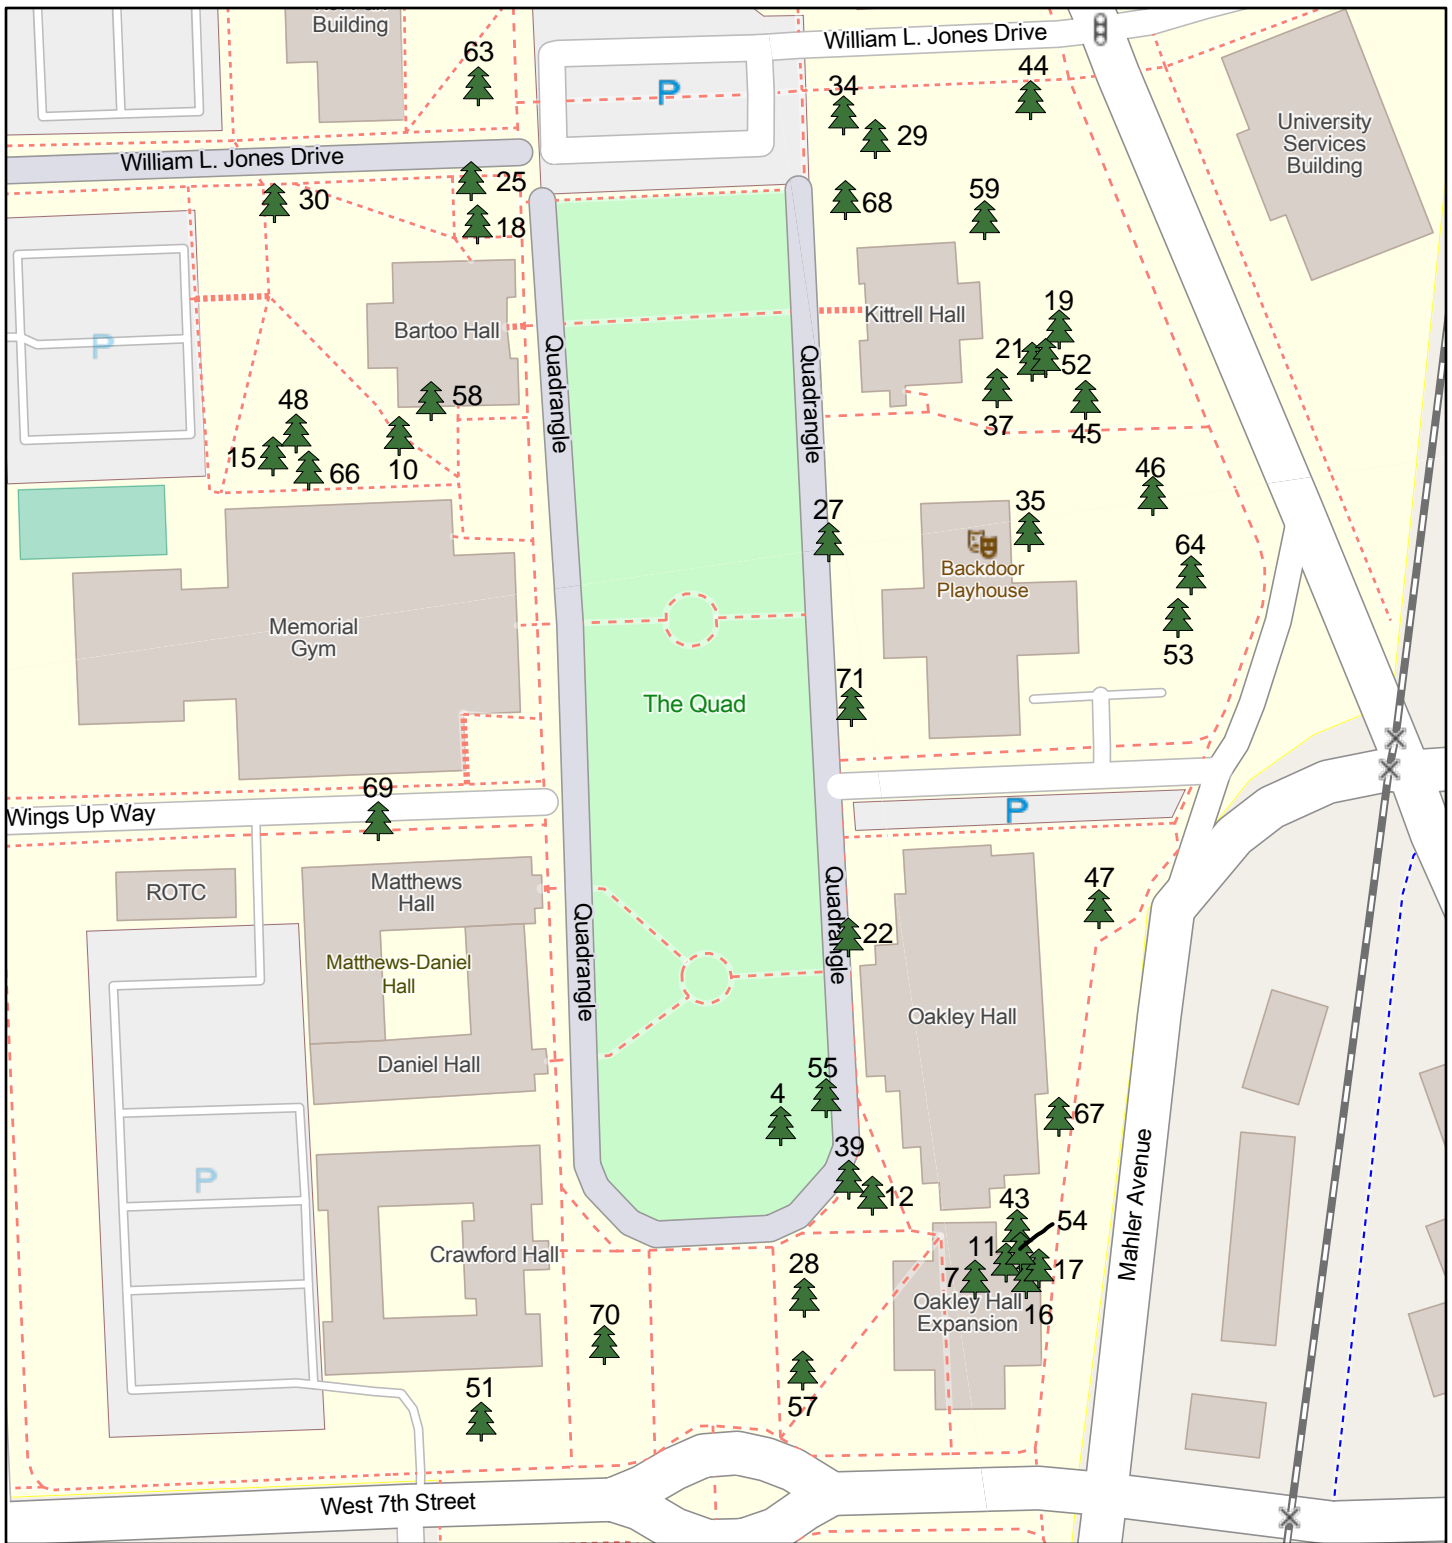 Building
63
William L. Jones Drive
P
34
44
29
University
Services
Building
William L. Jones Drive
25
30
18
68
59
Kittrell Hall
19
Bartoo Hall
P
Quadrangle
Quadrangle
21
52
58
48
37
45
15
66
10
46
27
35
64
Backdoor
Playhouse
Memorial
Gym
53
71
The Quad
69
Wings Up Way
P
Matthews
Hall
ROTC
47
Quadrangle
Quadrangle
22
Matthews-Daniel
Hall
Oakley Hall
Daniel Hall
55
4
67
39
12
P
Mahler Avenue
43
54
Crawford Hall
11
28
7
17
Oakley Hall
Expansion
16
70
51
57
West 7th Street